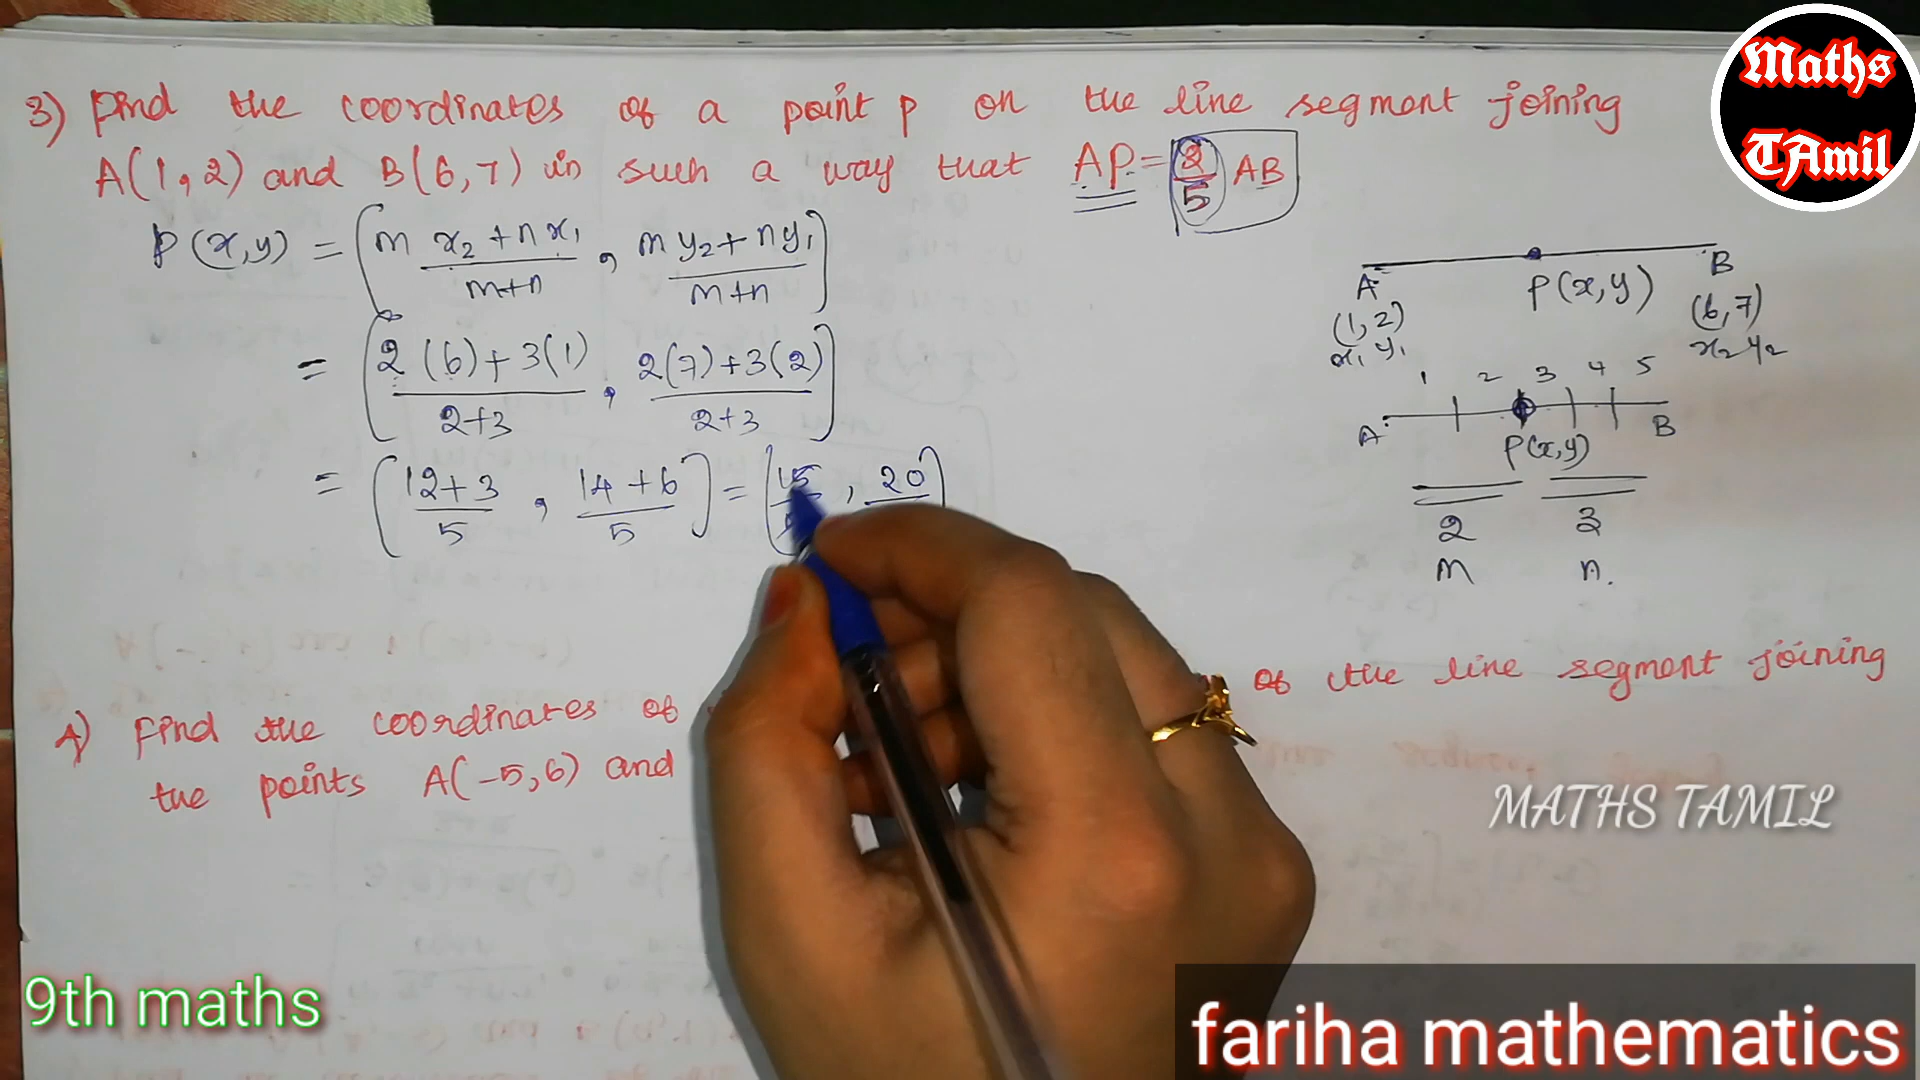 3) Find the coordinates of a point P on the line segment joining
A(1,2) and B(6,7) in such a way that AP = 2/5 AB
P(x,y) = (m x₂ + n x₁ / m+n , m y₂ + n y₁ / m+n)
= (2(6)+3(1) / 2+3 , 2(7)+3(2) / 2+3)
= (12+3 / 5 , 14+6 / 5) = (15 , 20
A P(x,y) B
(1,2) (6,7)
x₁ y₁ x₂ y₂
1 2 3 4 5
A P(x,y) B
2 3
m n.
4) Find the coordinates of of the line segment joining
the points A(-5,6) and
Maths
TAmil
MATHS TAMIL
9th maths
fariha mathematics